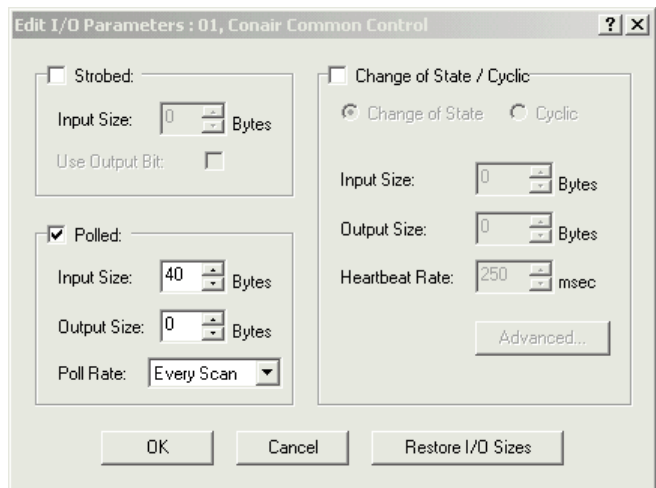 Edit I/O Parameters : 01, Conair Common Control
Strobed:
Input Size: 0 Bytes
Use Output Bit:
Polled:
Input Size: 40 Bytes
Output Size: 0 Bytes
Poll Rate: Every Scan
Change of State / Cyclic
Change of State Cyclic
Input Size: 0 Bytes
Output Size: 0 Bytes
Heartbeat Rate: 250 msec
Advanced...
OK Cancel Restore I/O Sizes